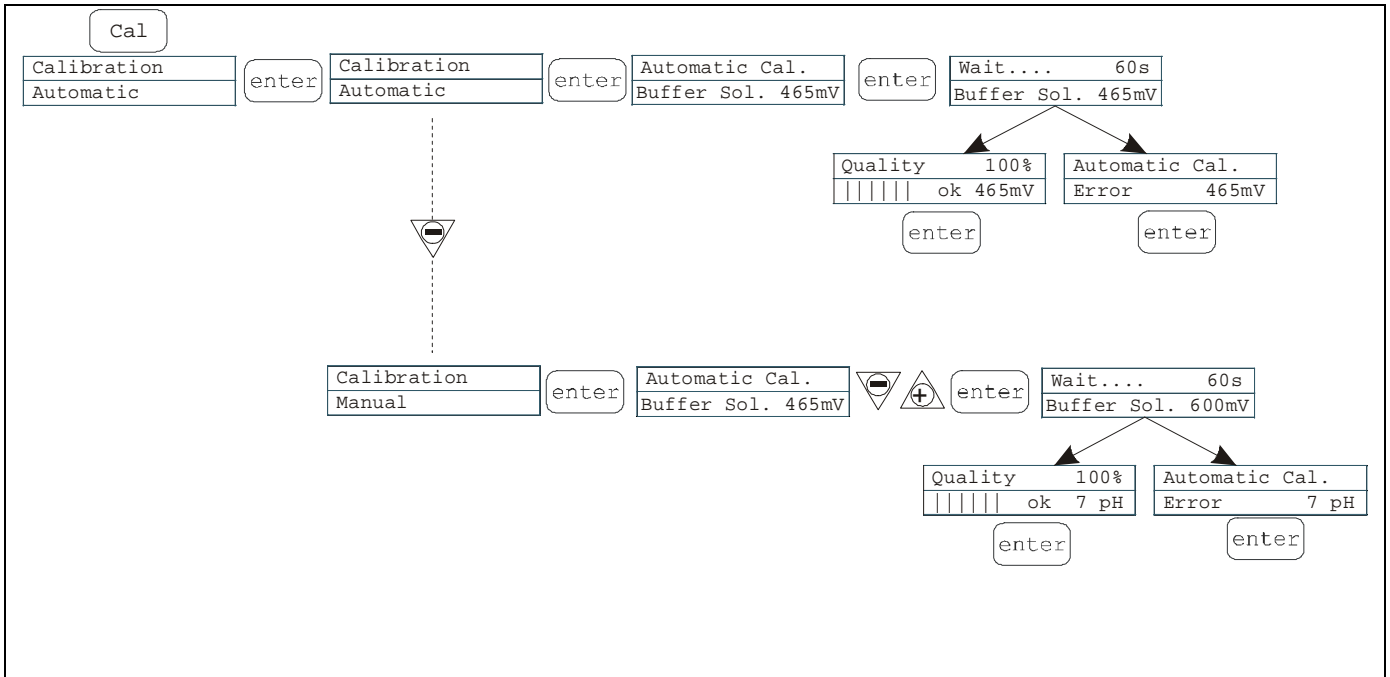 Cal
Calibration
Automatic
enter
Calibration
Automatic
enter
Automatic Cal.
Buffer Sol. 465mV
enter
Wait.... 60s
Buffer Sol. 465mV
Quality 100%
|||||| ok 465mV
enter
Automatic Cal.
Error 465mV
enter
Calibration
Manual
enter
Automatic Cal.
Buffer Sol. 465mV
enter
Wait.... 60s
Buffer Sol. 600mV
Quality 100%
|||||| ok 7 pH
enter
Automatic Cal.
Error 7 pH
enter